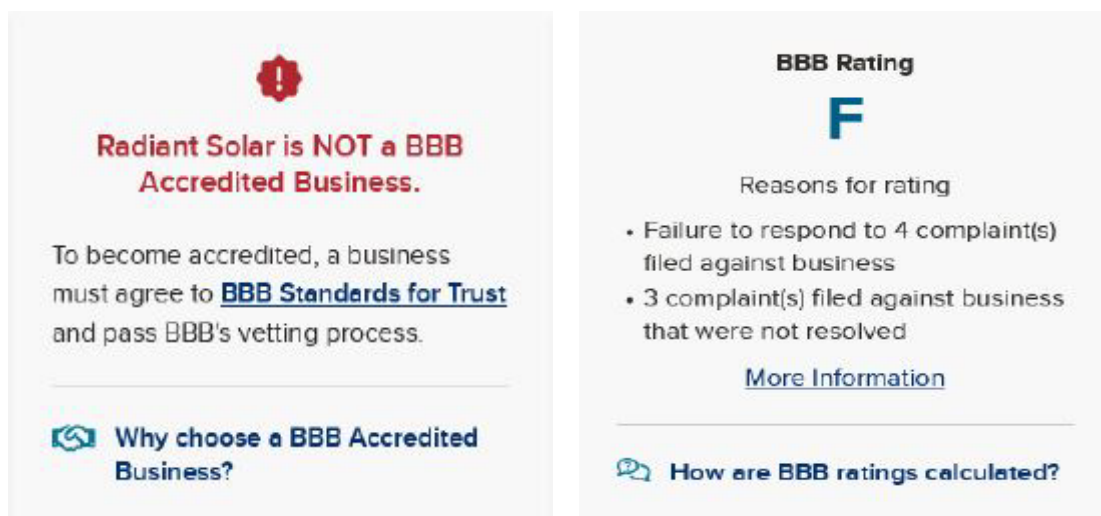 Radiant Solar is NOT a BBB
Accredited Business.
To become accredited, a business
must agree to BBB Standards for Trust
and pass BBB's vetting process.
Why choose a BBB Accredited
Business?
BBB Rating
F
Reasons for rating
• Failure to respond to 4 complaint(s)
filed against business
• 3 complaint(s) filed against business
that were not resolved
More Information
How are BBB ratings calculated?